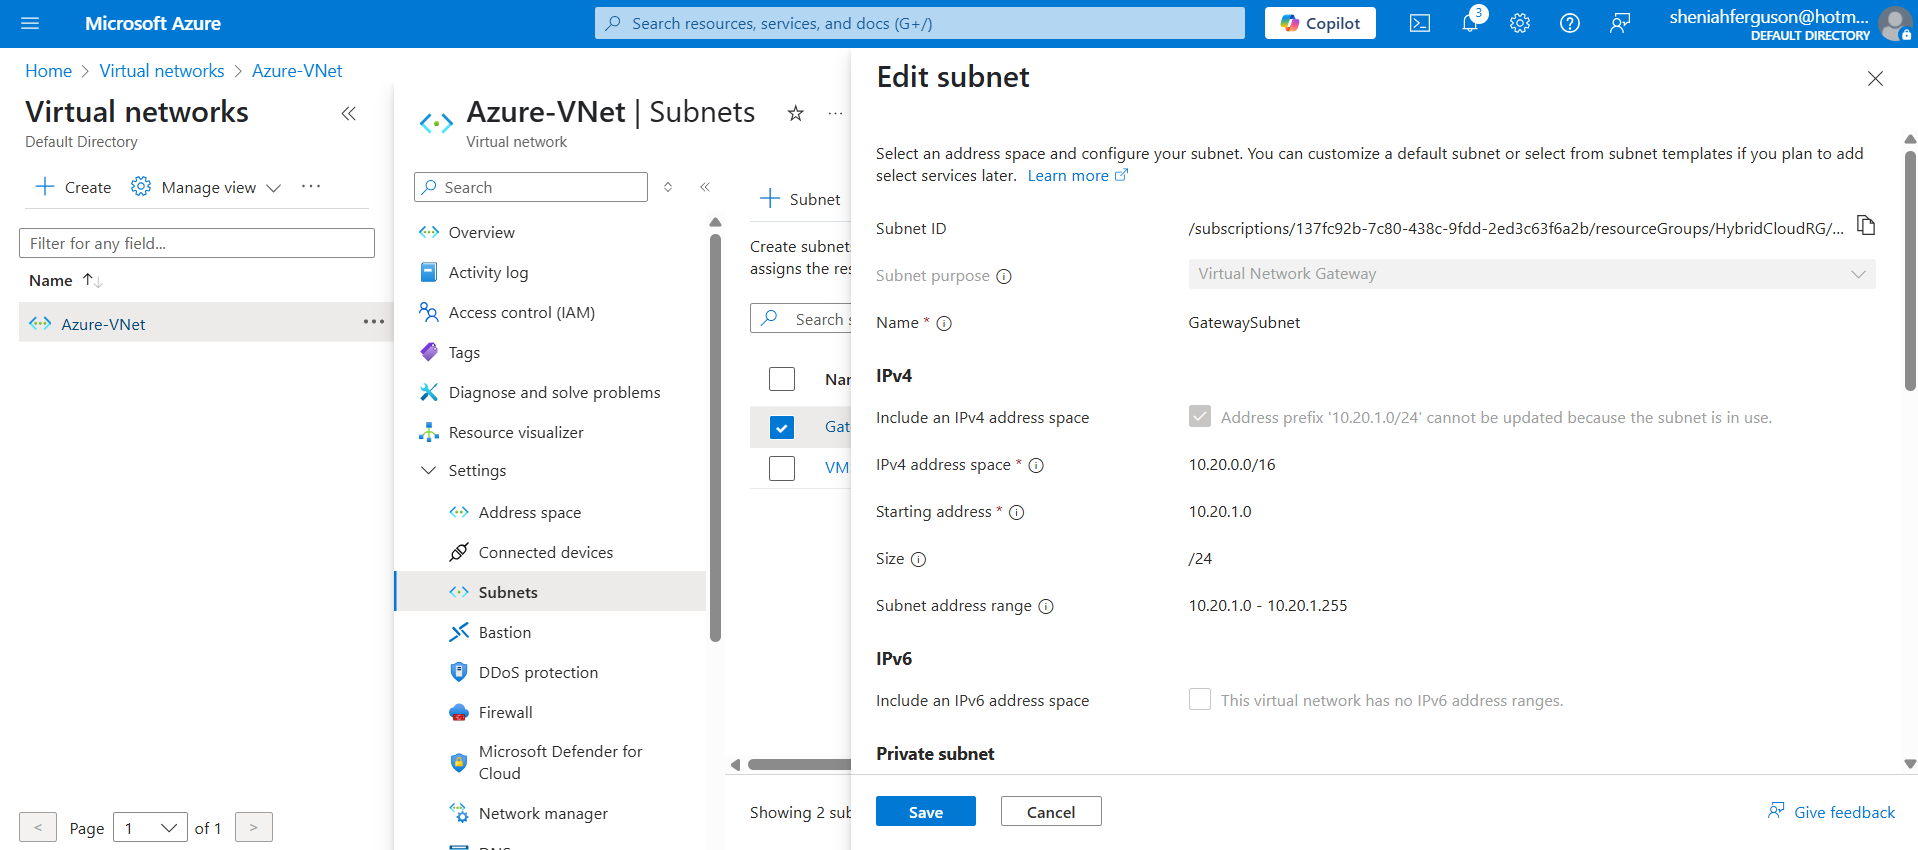 Microsoft Azure
Search resources, services, and docs (G+/)
Copilot
3
sheniahferguson@hotm...
DEFAULT DIRECTORY
Home > Virtual networks > Azure-VNet
Virtual networks
Default Directory
Create
Manage view
Filter for any field...
Name
Azure-VNet
< Page 1 of 1 >
Azure-VNet | Subnets
Virtual network
Search
Overview
Activity log
Access control (IAM)
Tags
Diagnose and solve problems
Resource visualizer
Settings
Address space
Connected devices
Subnets
Bastion
DDoS protection
Firewall
Microsoft Defender for
Cloud
Network manager
+ Subnet
Create subnet
assigns the
Search
VM
Showing 2
Edit subnet
Select an address space and configure your subnet. You can customize a default subnet or select from subnet templates if you plan to add
select services later. Learn more
Subnet ID
/subscriptions/137fc92b-7c80-438c-9fdd-2ed3c63f6a2b/resourceGroups/HybridCloudRG/...
Subnet purpose
Virtual Network Gateway
Name *
GatewaySubnet
IPv4
Include an IPv4 address space
Address prefix '10.20.1.0/24' cannot be updated because the subnet is in use.
IPv4 address space *
10.20.0.0/16
Starting address *
10.20.1.0
Size
/24
Subnet address range
10.20.1.0 - 10.20.1.255
IPv6
Include an IPv6 address space
This virtual network has no IPv6 address ranges.
Private subnet
Save
Cancel
Give feedback